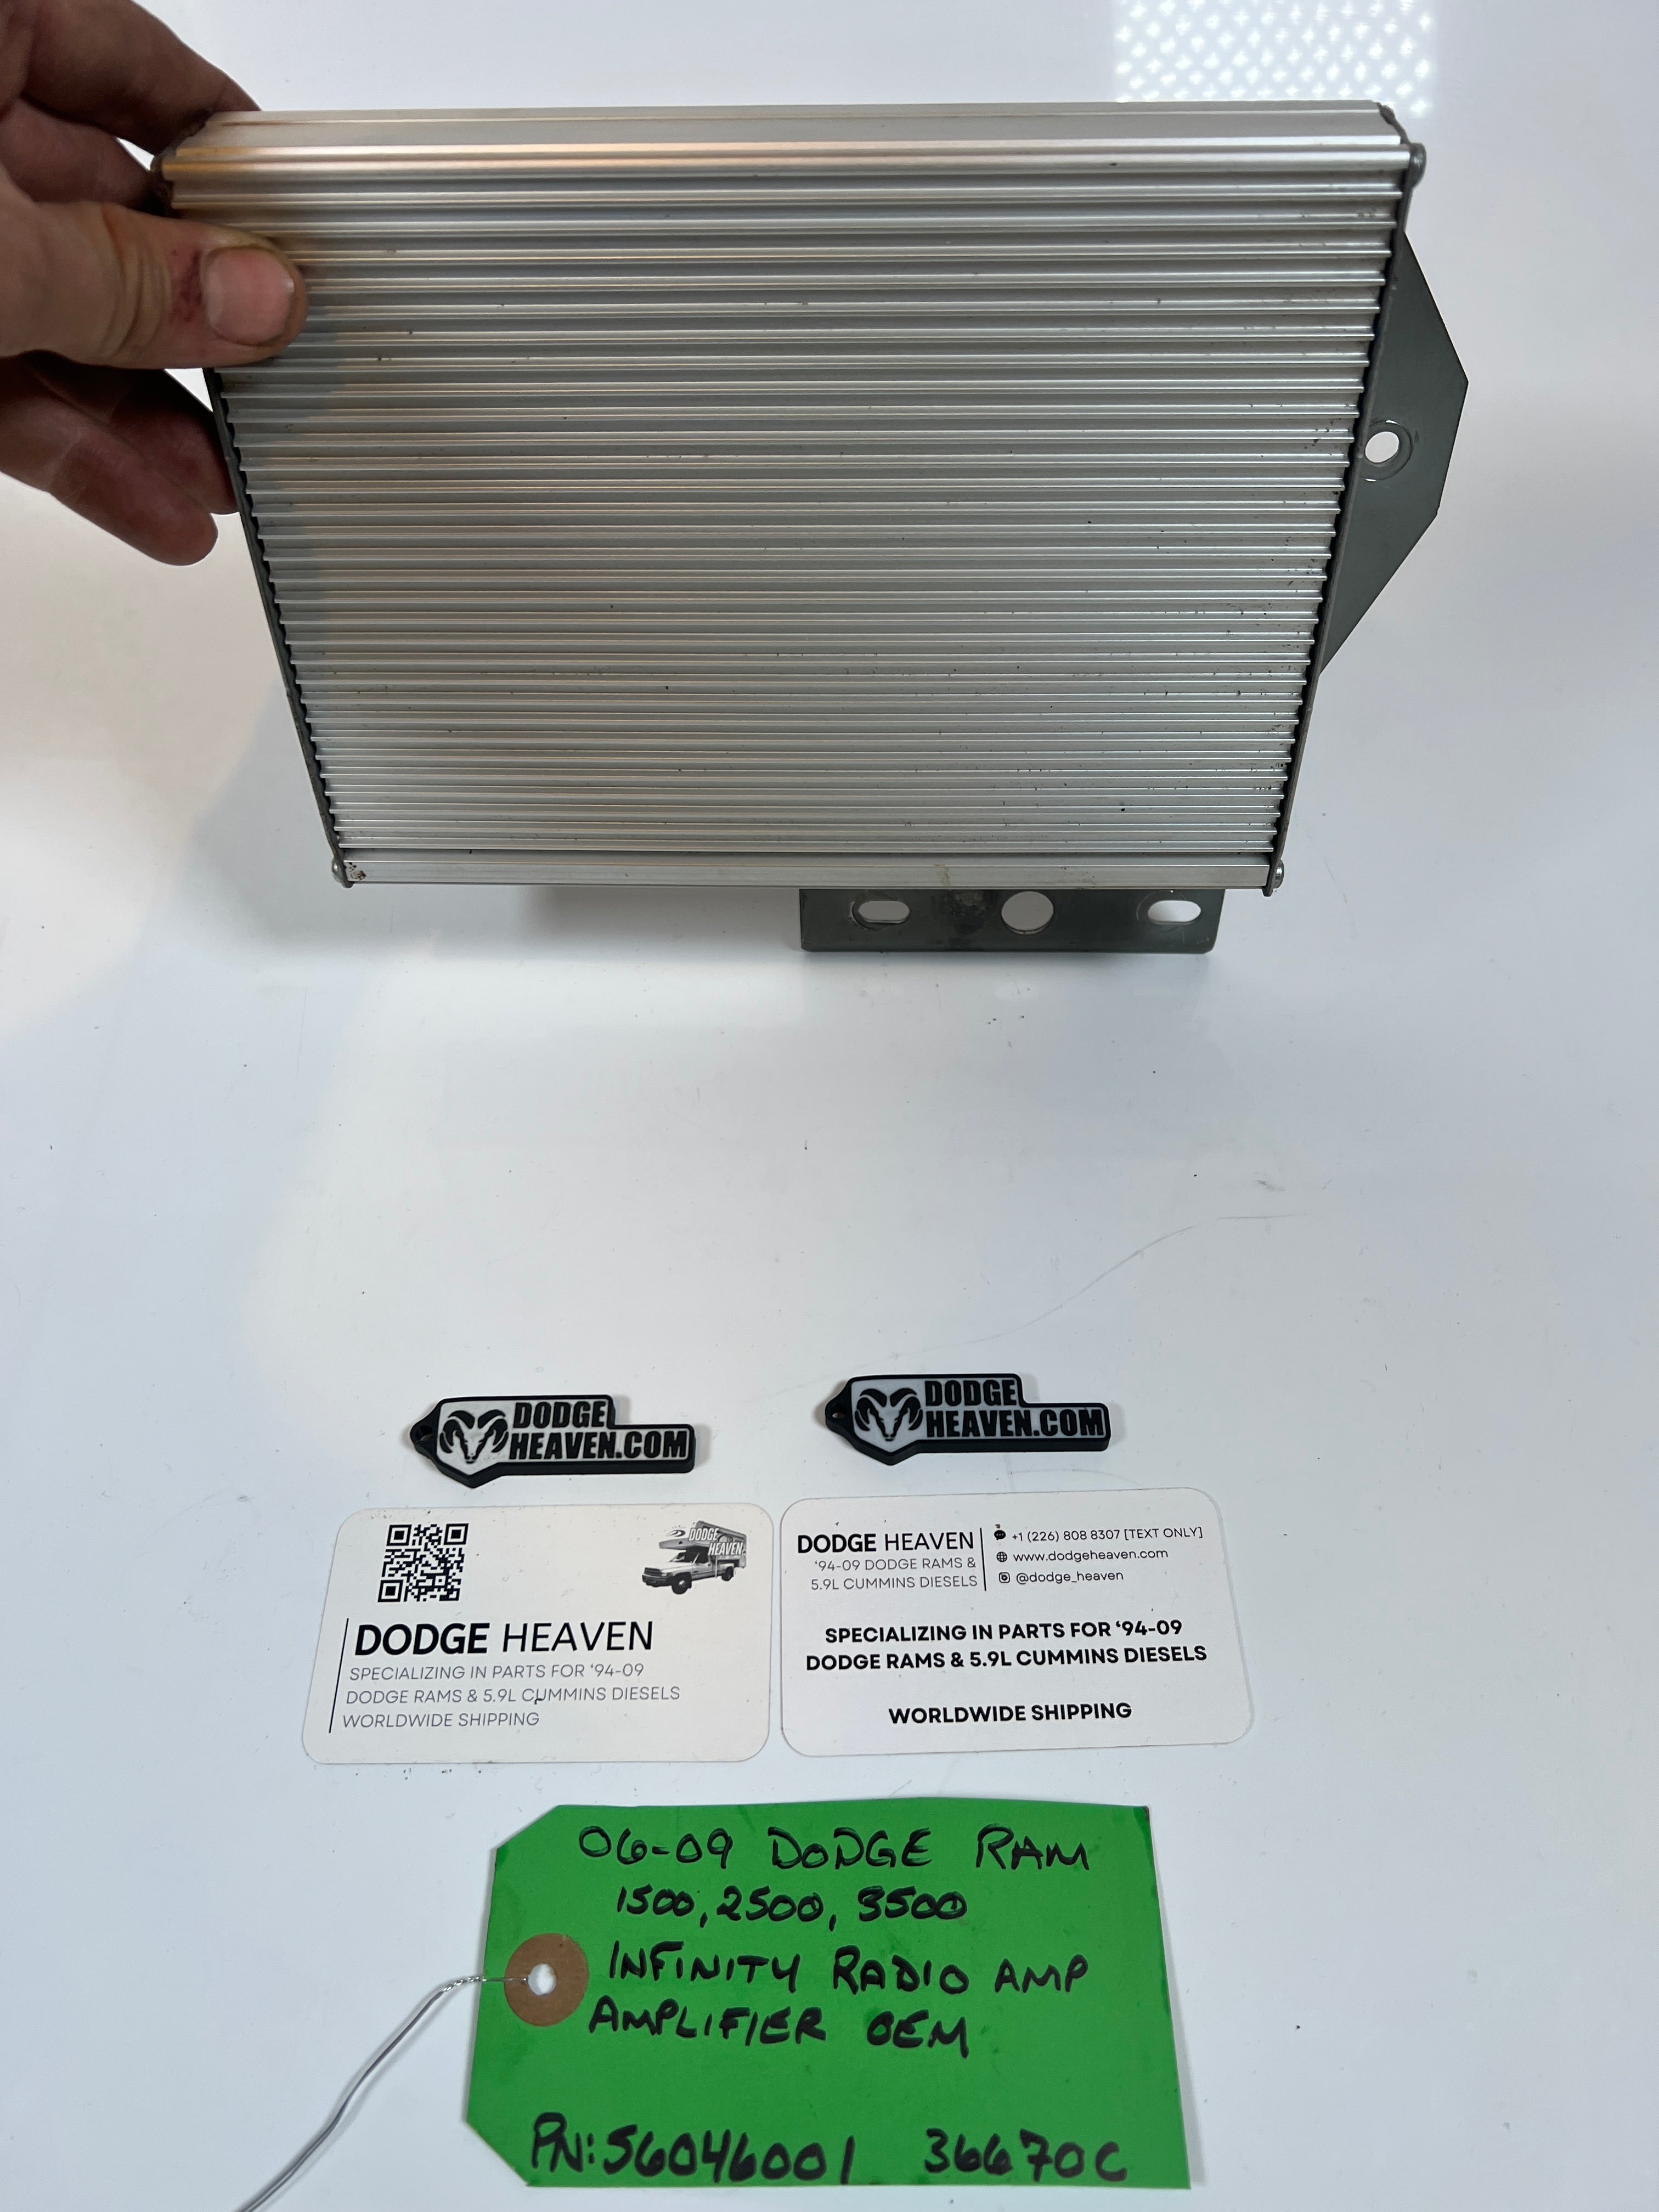 DODGE
HEAVEN.COM
DODGE
HEAVEN.COM
DODGE
HEAVEN
DODGE HEAVEN
SPECIALIZING IN PARTS FOR ‘94-09
DODGE RAMS & 5.9L CUMMINS DIESELS
WORLDWIDE SHIPPING
DODGE HEAVEN
‘94-09 DODGE RAMS &
5.9L CUMMINS DIESELS
+1 (226) 808 8307 [TEXT ONLY]
www.dodgeheaven.com
@dodge_heaven
SPECIALIZING IN PARTS FOR ‘94-09
DODGE RAMS & 5.9L CUMMINS DIESELS
WORLDWIDE SHIPPING
06-09 DODGE RAM
1500, 2500, 3500
INFINITY RADIO AMP
AMPLIFIER OEM
PN: 56046001 36670C